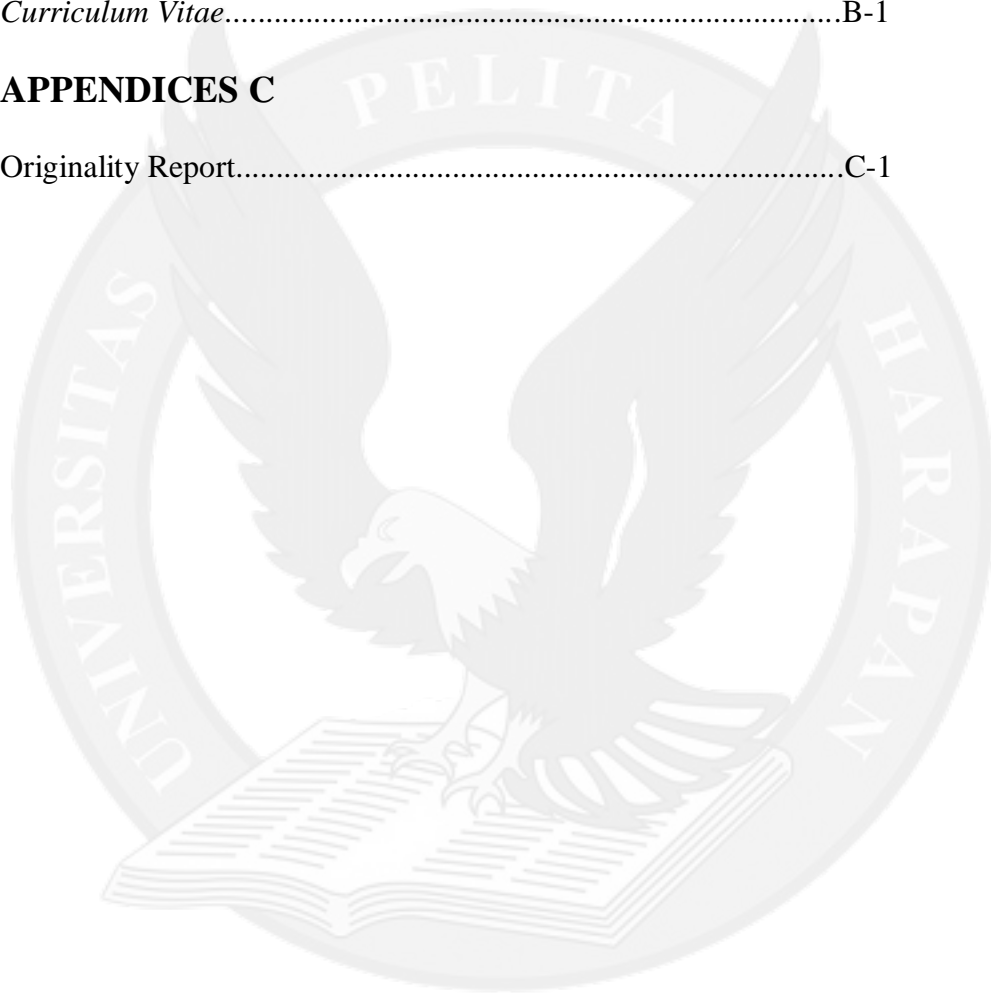 Curriculum Vitae...........................................................................B-1
APPENDICES C
Originality Report..........................................................................C-1
UNIVERSITAS PELITA HARAPAN